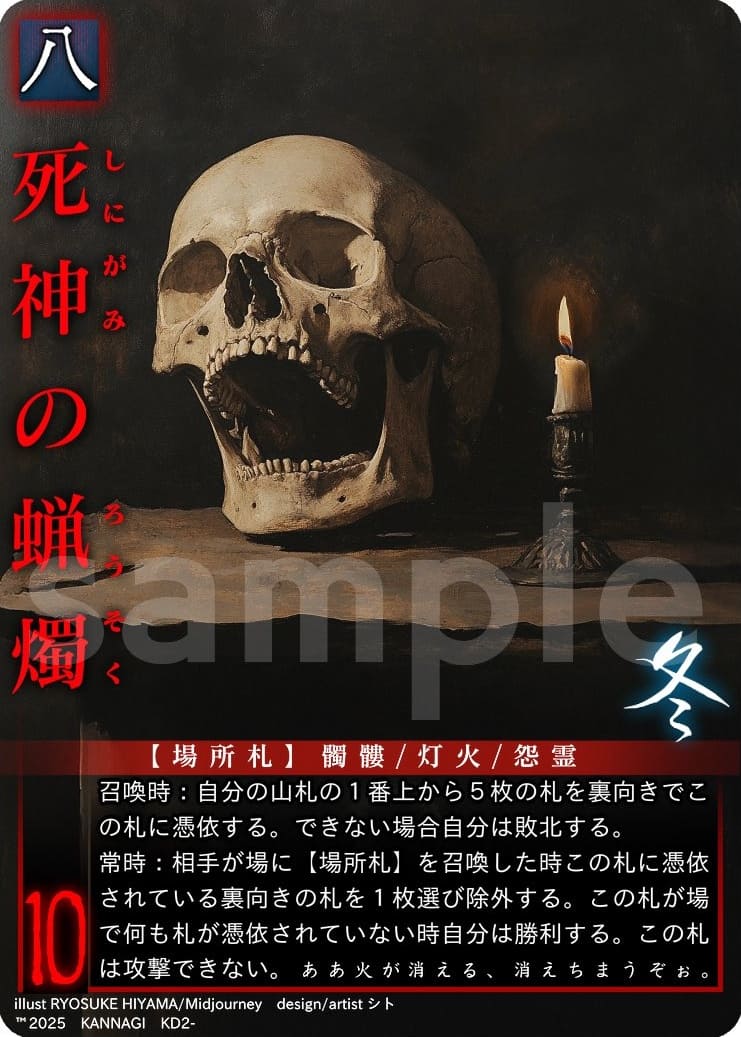 八
死神の蝋燭
しにがみ
ろうそく
sample
冬
【場所札】髑髏/灯火/怨霊
召喚時：自分の山札の１番上から５枚の札を裏向きでこ
の札に憑依する。できない場合自分は敗北する。
常時：相手が場に【場所札】を召喚した時この札に憑依
されている裏向きの札を１枚選び除外する。この札が場
で何も札が憑依されていない時自分は勝利する。この札
は攻撃できない。ああ火が消える、消えちまうぞぉ。
10
illust RYOSUKE HIYAMA/Midjourney design/artist シト
™2025 KANNAGI KD2-